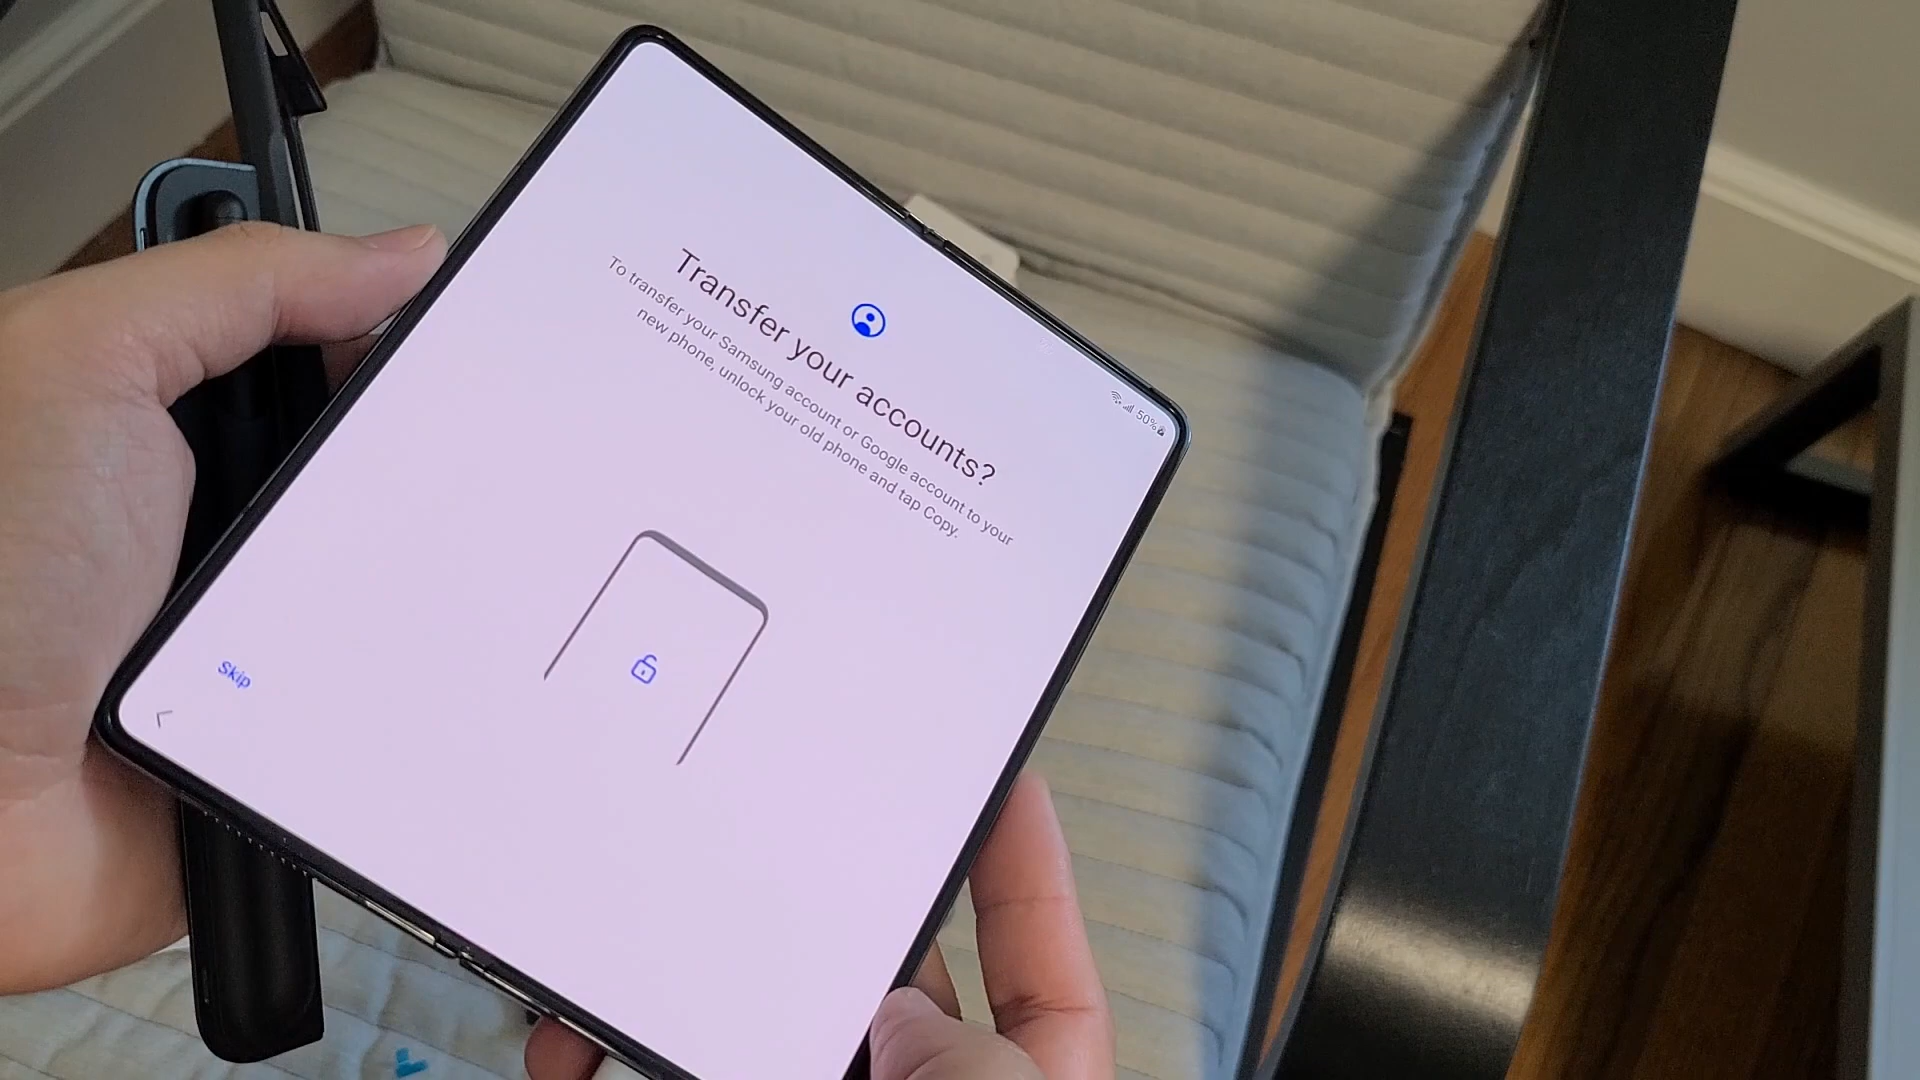 50%
Transfer your accounts?
To transfer your Samsung account or Google account to your
new phone, unlock your old phone and tap Copy.
Skip